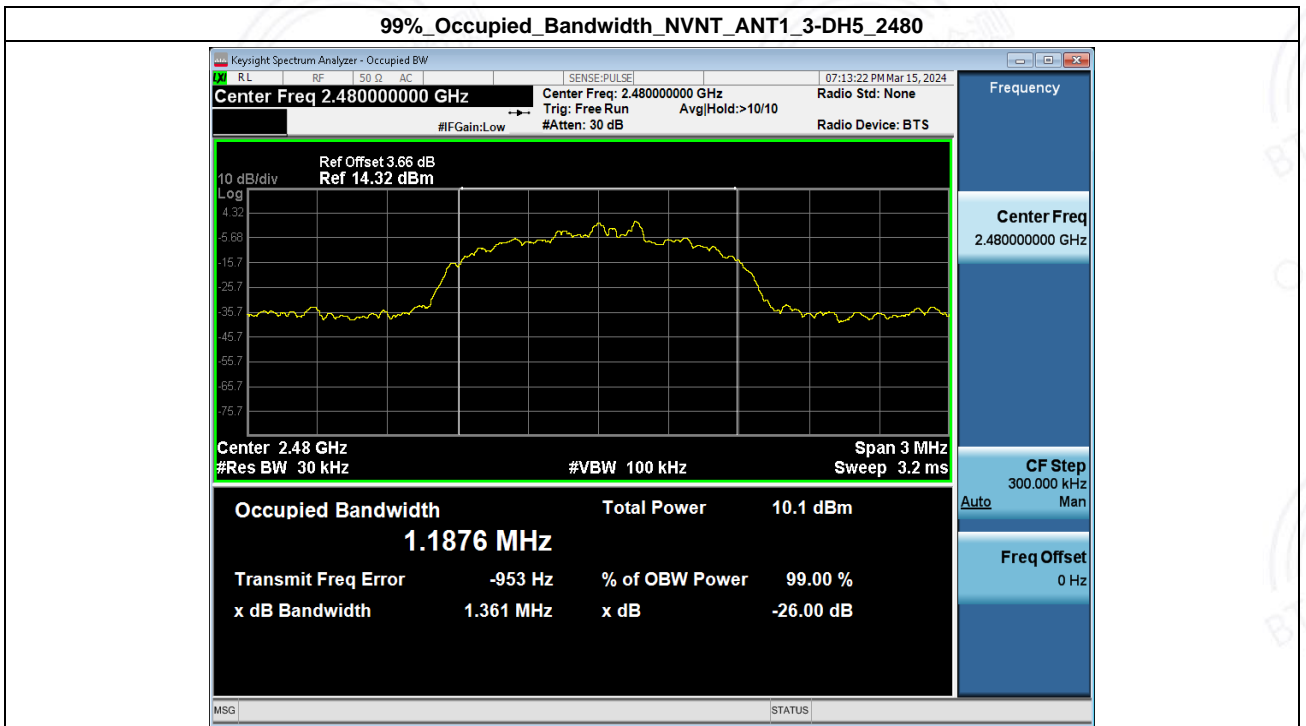 99%_Occupied_Bandwidth_NVNT_ANT1_3-DH5_2480
Keysight Spectrum Analyzer - Occupied BW
LXI RL RF 50 Ω AC SENSE:PULSE 07:13:22 PM Mar 15, 2024
Center Freq 2.480000000 GHz
Center Freq: 2.480000000 GHz
Radio Std: None
Trig: Free Run Avg|Hold:>10/10
#IFGain:Low #Atten: 30 dB
Radio Device: BTS
Ref Offset 3.66 dB
10 dB/div Ref 14.32 dBm
Log
4.32
-5.68
-15.7
-25.7
-35.7
-45.7
-55.7
-65.7
-75.7
Center 2.48 GHz Span 3 MHz
#Res BW 30 kHz #VBW 100 kHz Sweep 3.2 ms
Occupied Bandwidth Total Power 10.1 dBm
1.1876 MHz
Transmit Freq Error -953 Hz % of OBW Power 99.00 %
x dB Bandwidth 1.361 MHz x dB -26.00 dB
MSG STATUS
Frequency
Center Freq
2.480000000 GHz
CF Step
300.000 kHz
Auto Man
Freq Offset
0 Hz